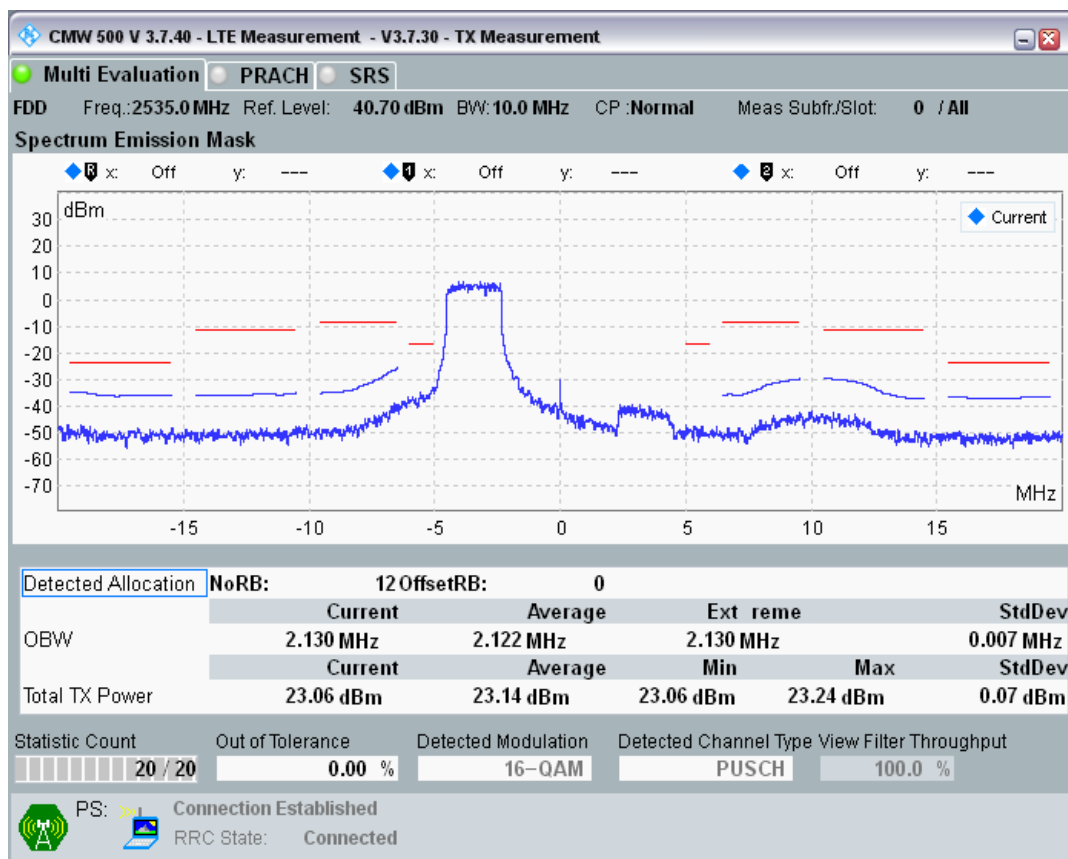 CMW 500 V 3.7.40 - LTE Measurement - V3.7.30 - TX Measurement
Multi Evaluation PRACH SRS
FDD Freq.:2535.0 MHz Ref. Level: 40.70 dBm BW: 10.0 MHz CP :Normal Meas Subfr./Slot: 0 / All
Spectrum Emission Mask
R x: Off y: --- 1 x: Off y: --- 2 x: Off y: ---
dBm
Current
30
20
10
0
-10
-20
-30
-40
-50
-60
-70
MHz
-15 -10 -5 0 5 10 15
Detected Allocation NoRB: 12 OffsetRB: 0
Current Average Ext reme StdDev
OBW 2.130 MHz 2.122 MHz 2.130 MHz 0.007 MHz
Current Average Min Max StdDev
Total TX Power 23.06 dBm 23.14 dBm 23.06 dBm 23.24 dBm 0.07 dBm
Statistic Count Out of Tolerance Detected Modulation Detected Channel Type View Filter Throughput
20 / 20 0.00 % 16-QAM PUSCH 100.0 %
PS: Connection Established
RRC State: Connected